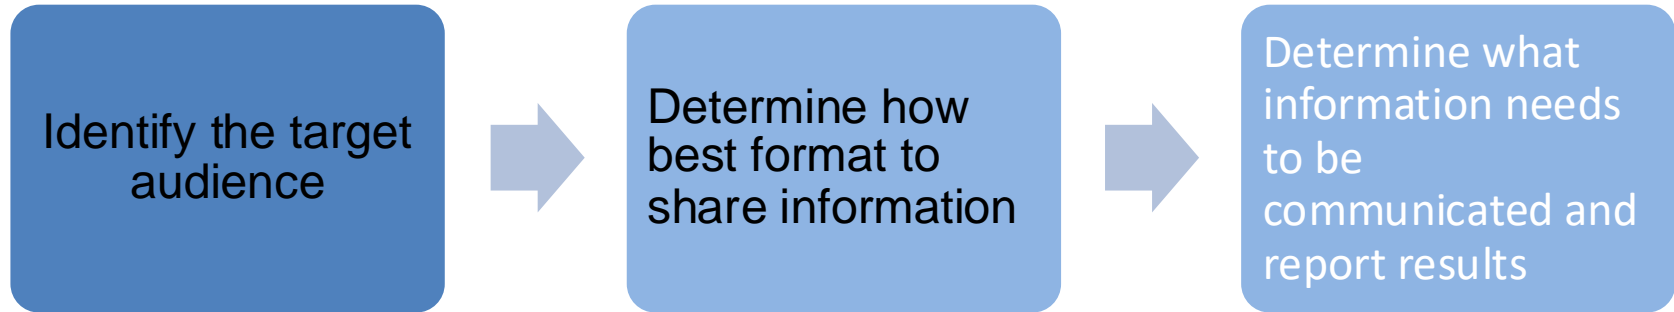 Identify the target
audience
Determine how
best format to
share information
Determine what
information needs
to be
communicated and
report results